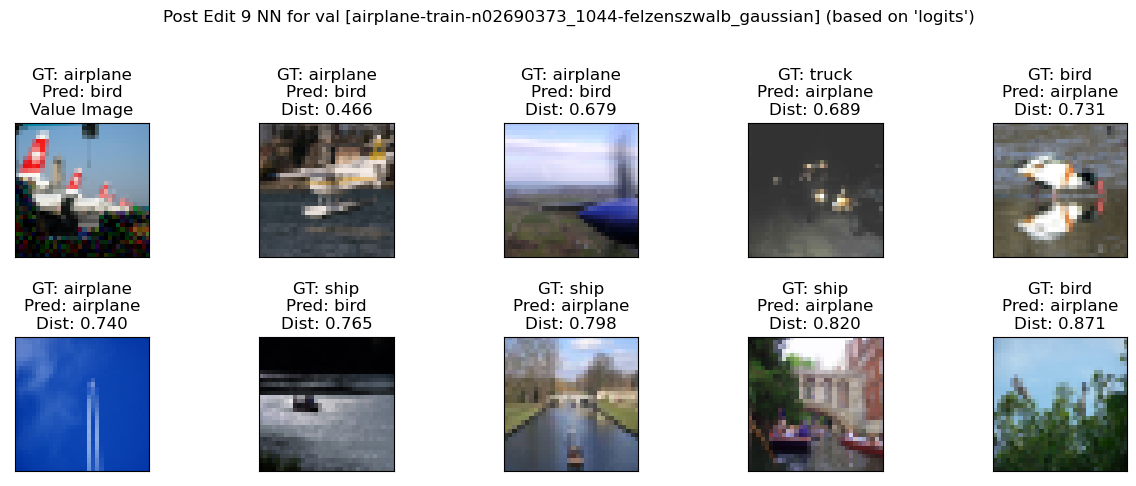 Post Edit 9 NN for val [airplane-train-n02690373_1044-felzenszwalb_gaussian] (based on 'logits')
GT: airplane
Pred: bird
Value Image
GT: airplane
Pred: bird
Dist: 0.466
GT: airplane
Pred: bird
Dist: 0.679
GT: truck
Pred: airplane
Dist: 0.689
GT: bird
Pred: airplane
Dist: 0.731
GT: airplane
Pred: airplane
Dist: 0.740
GT: ship
Pred: bird
Dist: 0.765
GT: ship
Pred: airplane
Dist: 0.798
GT: ship
Pred: airplane
Dist: 0.820
GT: bird
Pred: airplane
Dist: 0.871